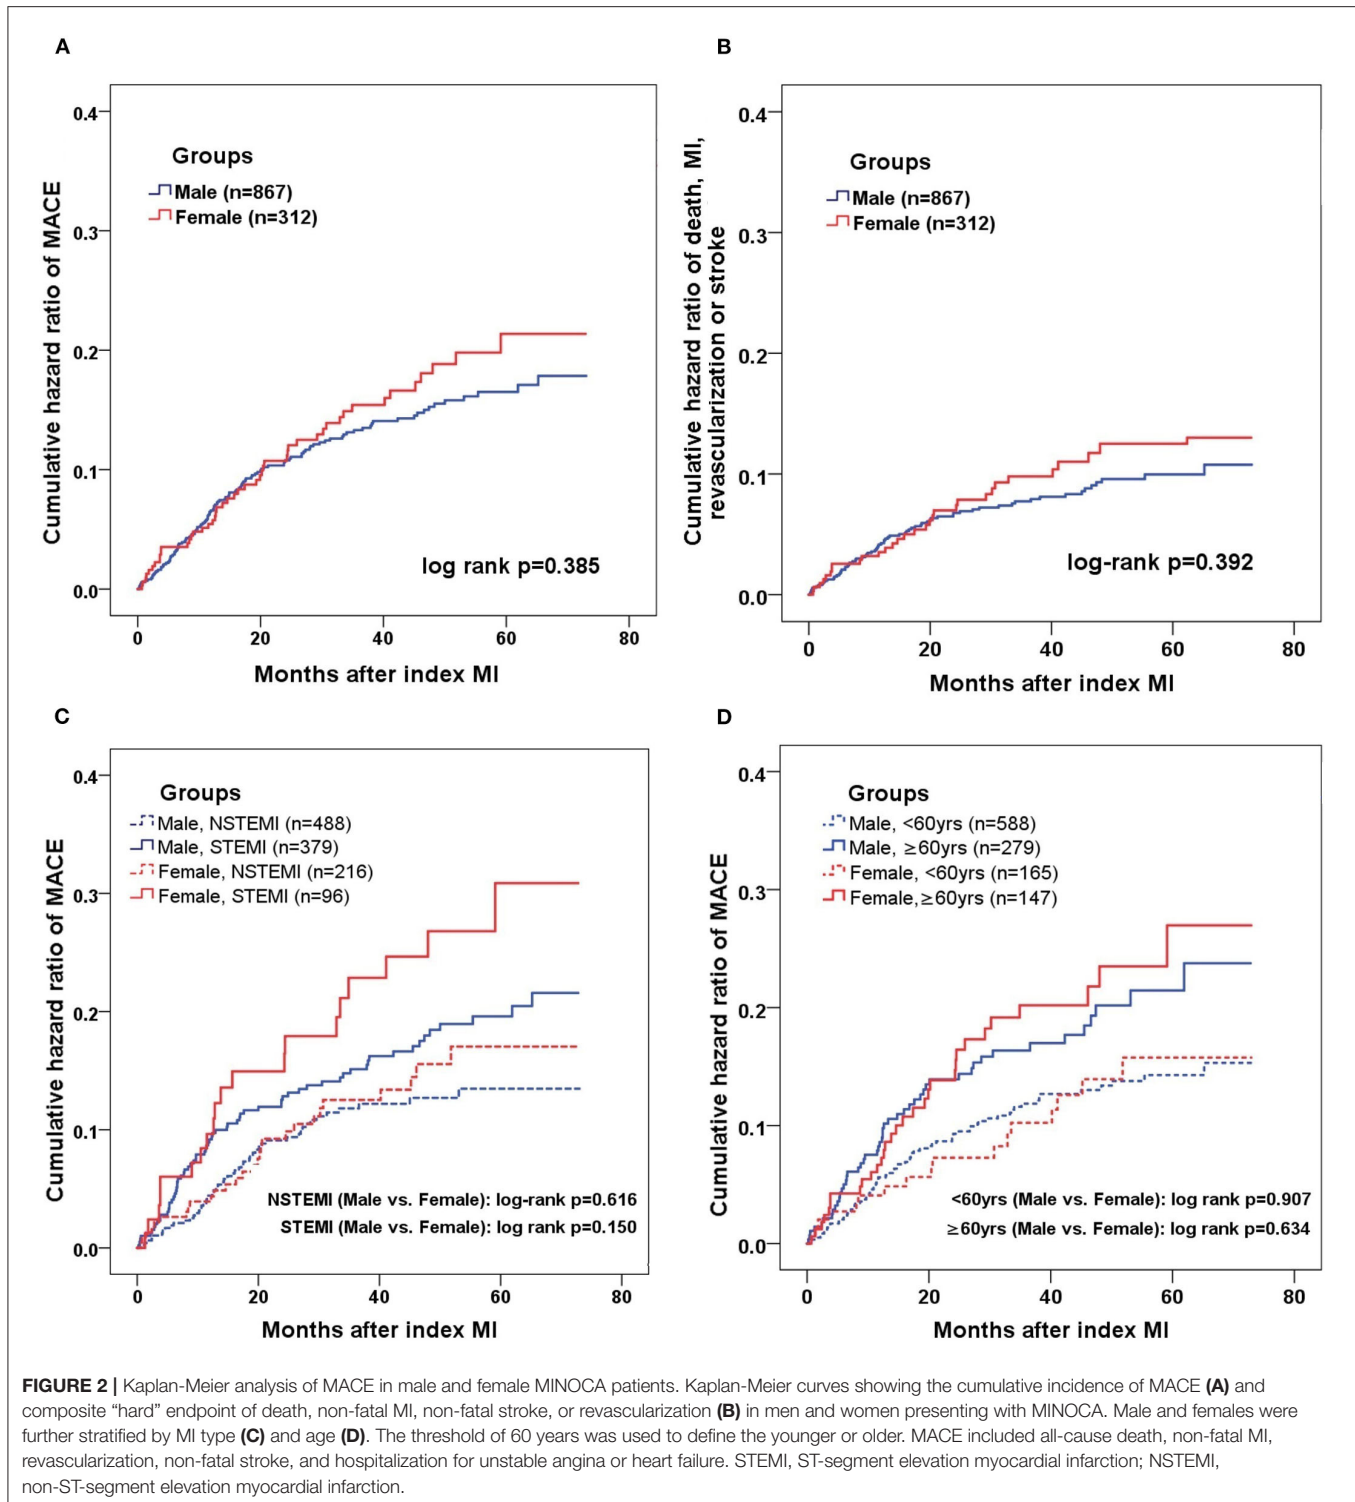 A
Cumulative hazard ratio of MACE
0.4
0.3
0.2
0.1
0.0
Groups
Male (n=867)
Female (n=312)
log rank p=0.385
0 20 40 60 80
Months after index MI
B
Cumulative hazard ratio of death, MI,
revascularization or stroke
0.4
0.3
0.2
0.1
0.0
Groups
Male (n=867)
Female (n=312)
log-rank p=0.392
0 20 40 60 80
Months after index MI
C
Cumulative hazard ratio of MACE
0.4
0.3
0.2
0.1
0.0
Groups
Male, NSTEMI (n=488)
Male, STEMI (n=379)
Female, NSTEMI (n=216)
Female, STEMI (n=96)
NSTEMI (Male vs. Female): log-rank p=0.616
STEMI (Male vs. Female): log rank p=0.150
0 20 40 60 80
Months after index MI
D
Cumulative hazard ratio of MACE
0.4
0.3
0.2
0.1
0.0
Groups
Male, <60yrs (n=588)
Male, ≥60yrs (n=279)
Female, <60yrs (n=165)
Female,≥60yrs (n=147)
<60yrs (Male vs. Female): log rank p=0.907
≥60yrs (Male vs. Female): log rank p=0.634
0 20 40 60 80
Months after index MI
FIGURE 2 | Kaplan-Meier analysis of MACE in male and female MINOCA patients. Kaplan-Meier curves showing the cumulative incidence of MACE (A) and
composite “hard” endpoint of death, non-fatal MI, non-fatal stroke, or revascularization (B) in men and women presenting with MINOCA. Male and females were
further stratified by MI type (C) and age (D). The threshold of 60 years was used to define the younger or older. MACE included all-cause death, non-fatal MI,
revascularization, non-fatal stroke, and hospitalization for unstable angina or heart failure. STEMI, ST-segment elevation myocardial infarction; NSTEMI,
non-ST-segment elevation myocardial infarction.